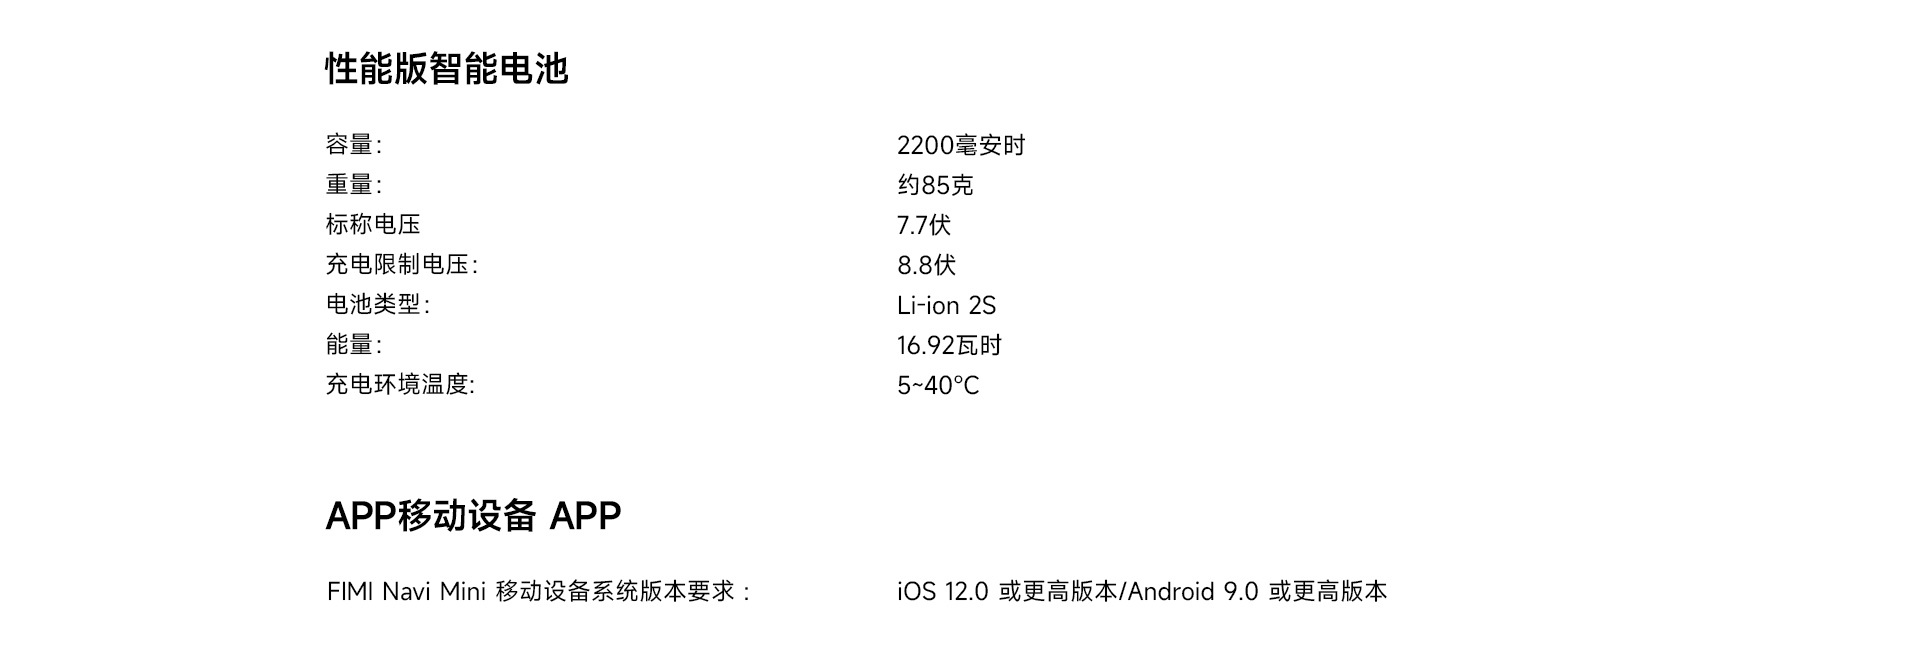 性能版智能电池
容量: 2200毫安时
重量: 约85克
标称电压 7.7伏
充电限制电压: 8.8伏
电池类型: Li-ion 2S
能量: 16.92瓦时
充电环境温度: 5~40°C
APP移动设备 APP
FIMI Navi Mini 移动设备系统版本要求 : iOS 12.0 或更高版本/Android 9.0 或更高版本